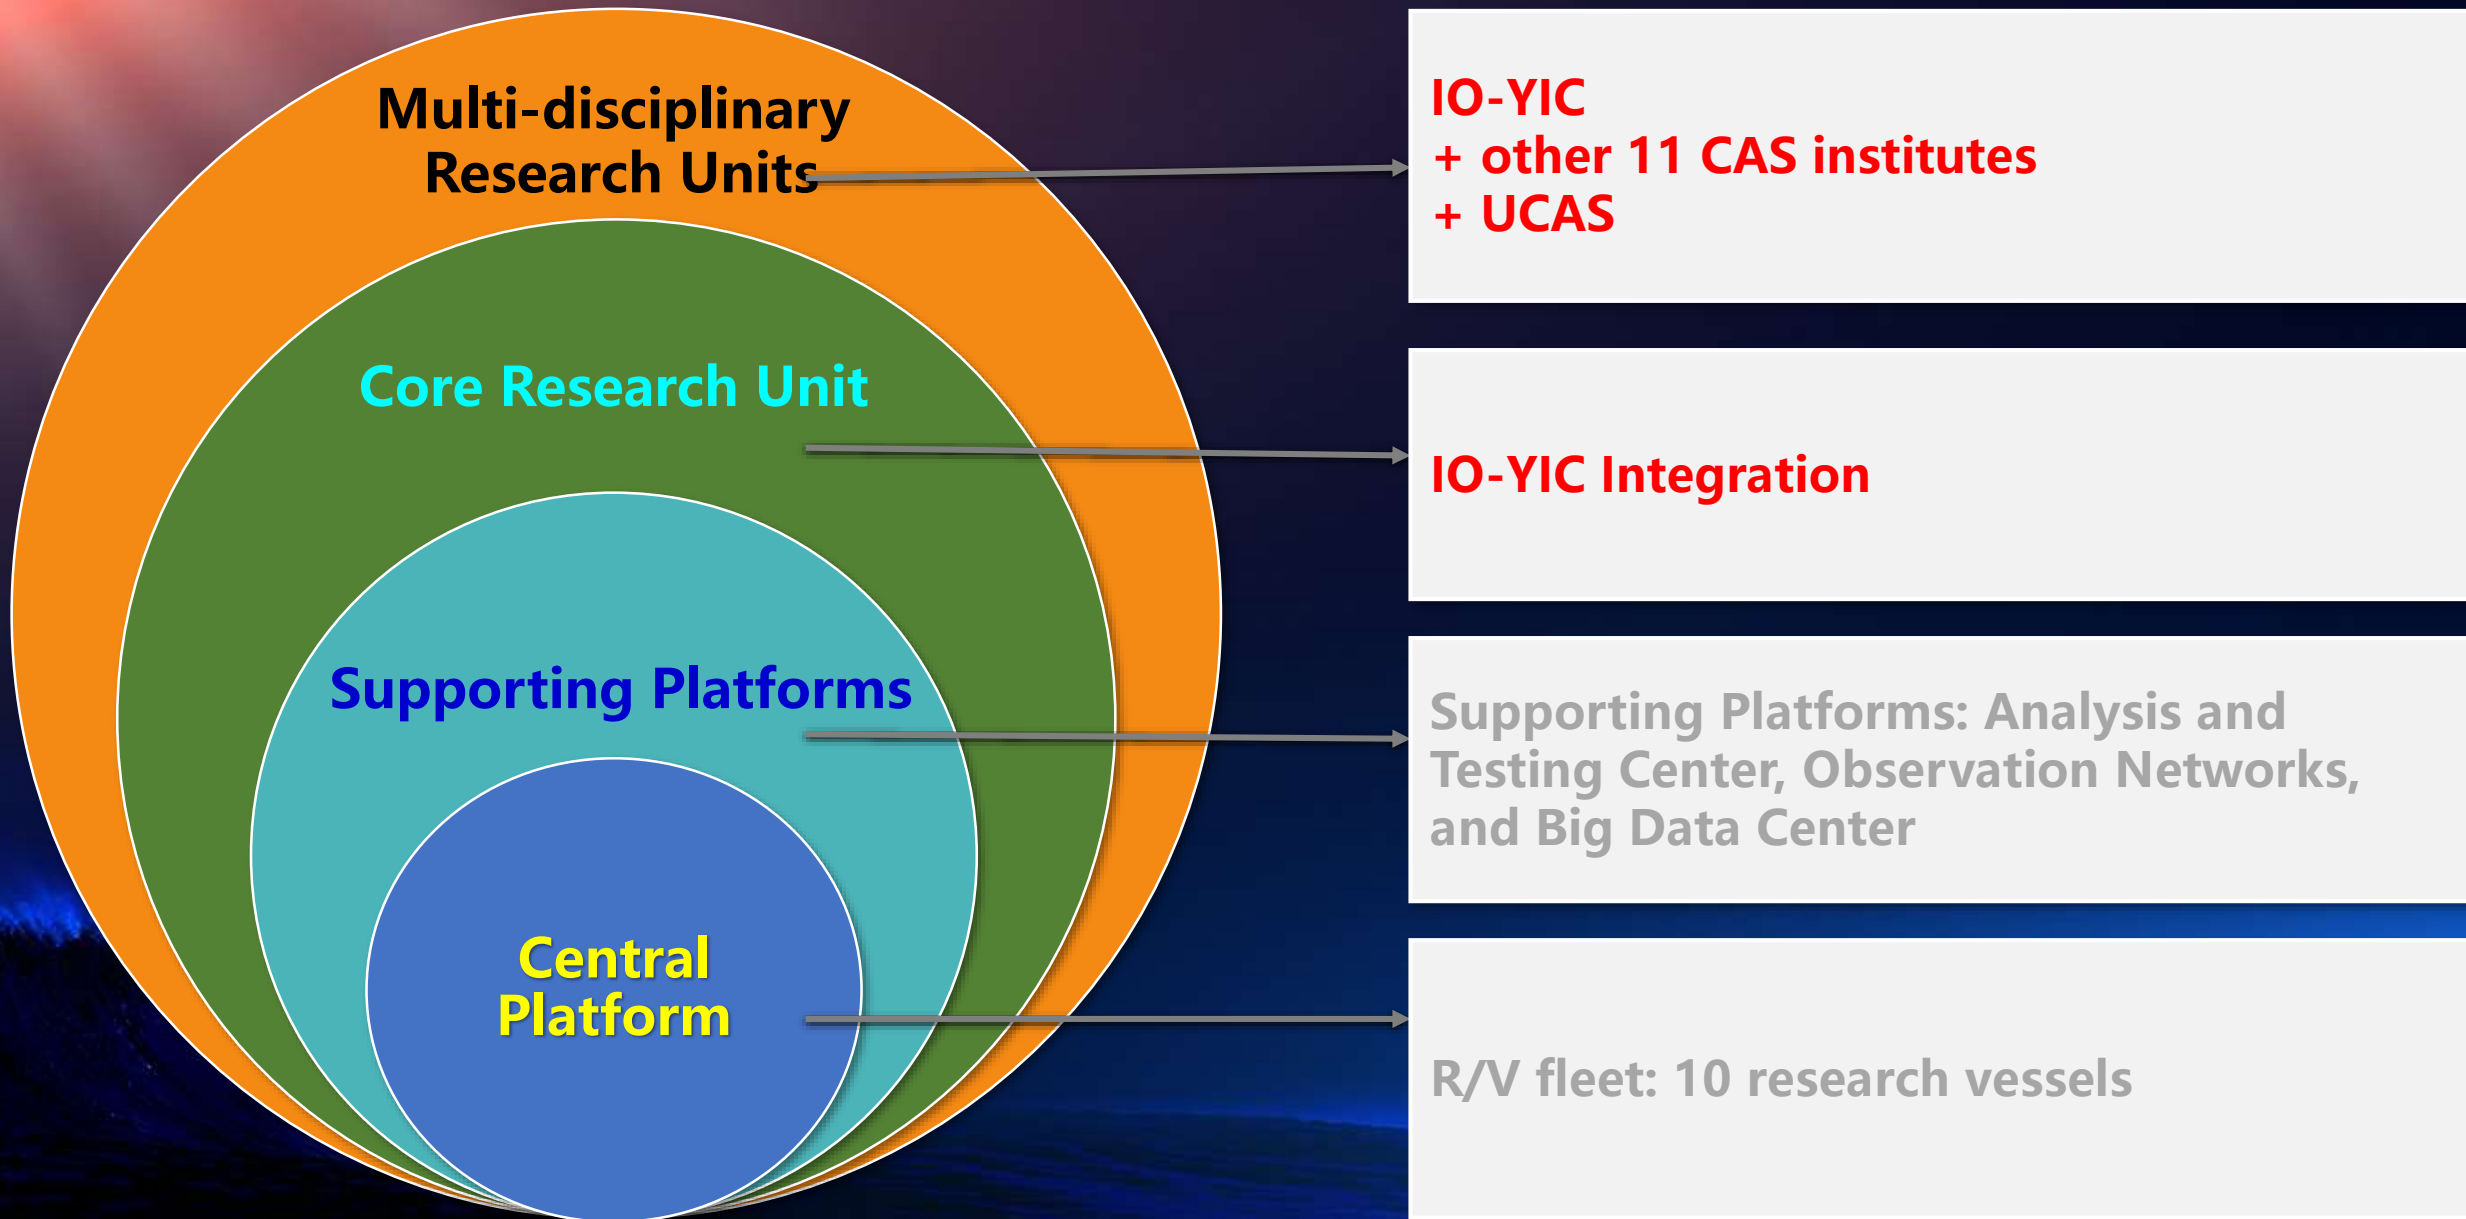 Multi-disciplinary
Research Units
IO-YIC
+ other 11 CAS institutes
+ UCAS
Core Research Unit
IO-YIC Integration
Supporting Platforms
Supporting Platforms: Analysis and
Testing Center, Observation Networks,
and Big Data Center
Central
Platform
R/V fleet: 10 research vessels